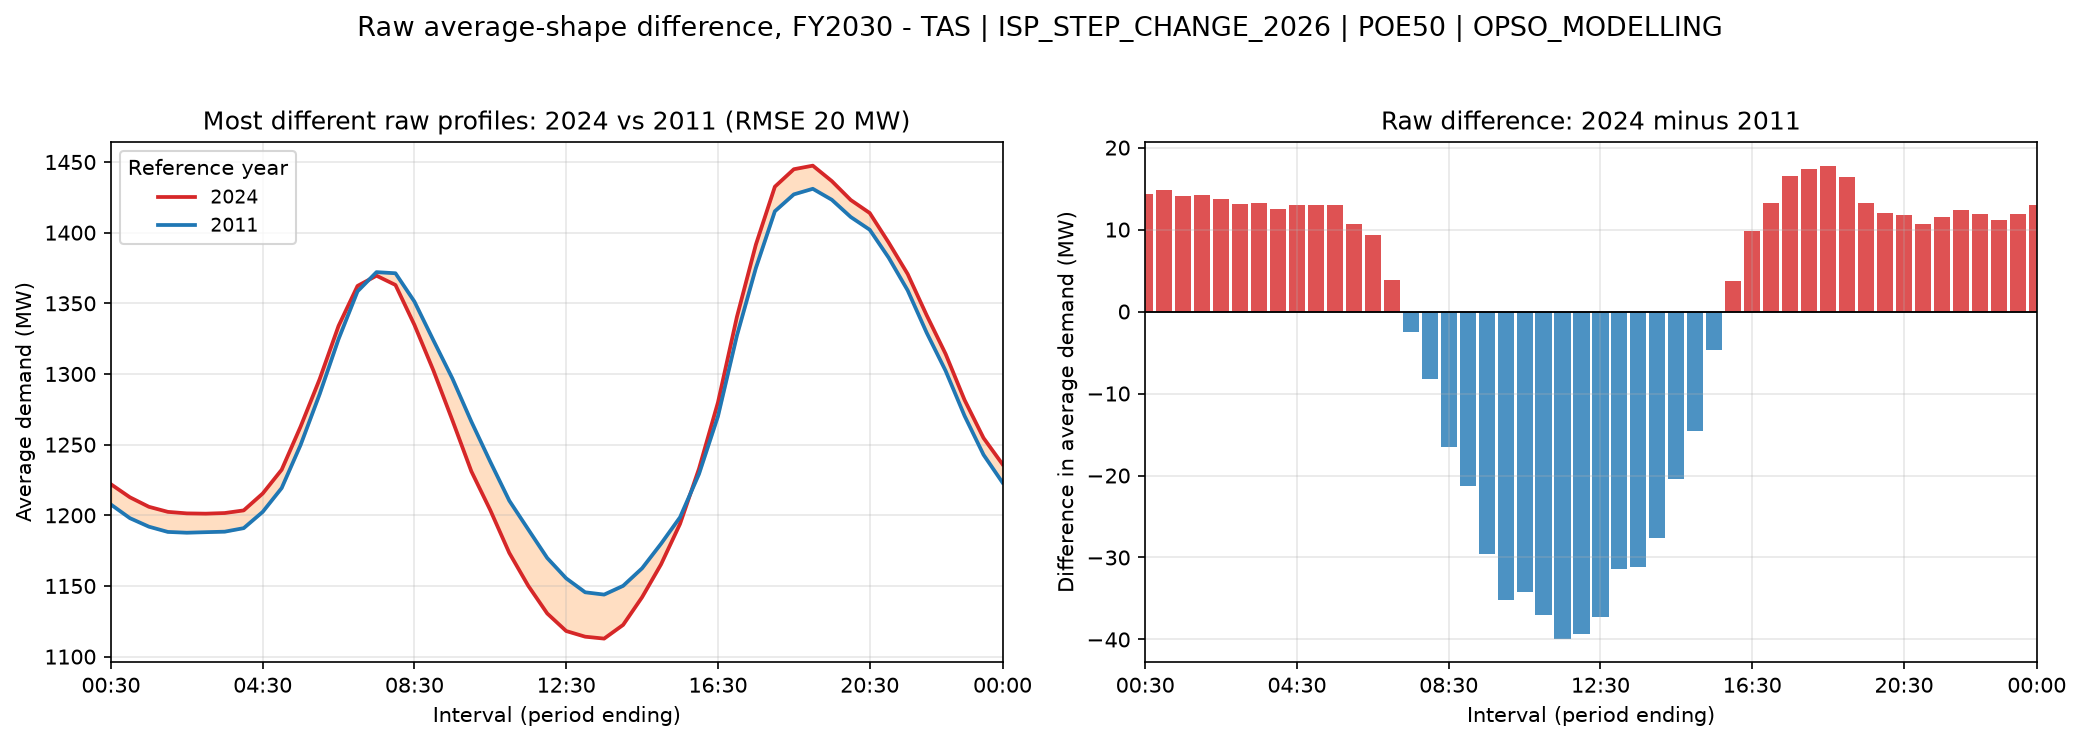 Raw average-shape difference, FY2030 - TAS | ISP_STEP_CHANGE_2026 | POE50 | OPSO_MODELLING
Most different raw profiles: 2024 vs 2011 (RMSE 20 MW)
Reference year
2024
2011
Average demand (MW)
1450
1400
1350
1300
1250
1200
1150
1100
00:30 04:30 08:30 12:30 16:30 20:30 00:00
Interval (period ending)
Raw difference: 2024 minus 2011
Difference in average demand (MW)
20
10
0
−10
−20
−30
−40
00:30 04:30 08:30 12:30 16:30 20:30 00:00
Interval (period ending)